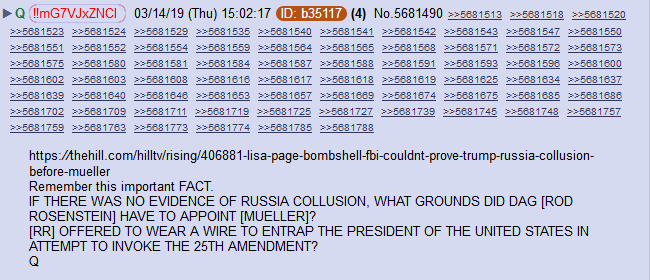 Q !!mG7VJxZNCI 03/14/19 (Thu) 15:02:17 ID: b35117 (4) No.5681490 >>5681513 >>5681518 >>5681520
>>5681523 >>5681524 >>5681529 >>5681535 >>5681540 >>5681541 >>5681542 >>5681543 >>5681547 >>5681550
>>5681551 >>5681553 >>5681554 >>5681559 >>5681560 >>5681565 >>5681568 >>5681571 >>5681572 >>5681573
>>5681575 >>5681580 >>5681581 >>5681584 >>5681587 >>5681588 >>5681591 >>5681593 >>5681596 >>5681600
>>5681602 >>5681603 >>5681608 >>5681616 >>5681617 >>5681618 >>5681619 >>5681625 >>5681634 >>5681637
>>5681639 >>5681640 >>5681646 >>5681653 >>5681657 >>5681669 >>5681674 >>5681675 >>5681685 >>5681686
>>5681702 >>5681709 >>5681711 >>5681719 >>5681725 >>5681727 >>5681739 >>5681745 >>5681748 >>5681757
>>5681759 >>5681763 >>5681773 >>5681774 >>5681785 >>5681788
https://thehill.com/hilltv/rising/406881-lisa-page-bombshell-fbi-couldnt-prove-trump-russia-collusion-
before-mueller
Remember this important FACT.
IF THERE WAS NO EVIDENCE OF RUSSIA COLLUSION, WHAT GROUNDS DID DAG [ROD
ROSENSTEIN] HAVE TO APPOINT [MUELLER]?
[RR] OFFERED TO WEAR A WIRE TO ENTRAP THE PRESIDENT OF THE UNITED STATES IN
ATTEMPT TO INVOKE THE 25TH AMENDMENT?
Q